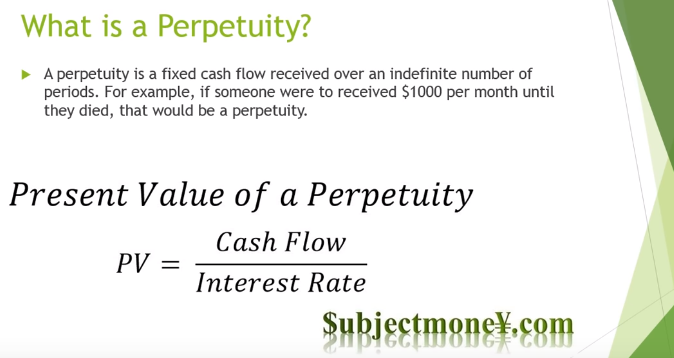 What is a Perpetuity?
A perpetuity is a fixed cash flow received over an indefinite number of
periods. For example, if someone were to received $1000 per month until
they died, that would be a perpetuity.
Present Value of a Perpetuity
PV = Cash Flow / Interest Rate
$ubjectmone¥.com